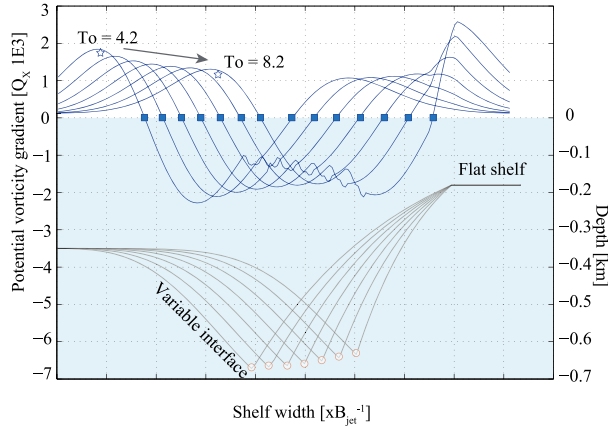 Potential vorticity gradient [Q_X 1E3]
3
2
1
0
−1
−2
−3
−4
−5
−6
−7
To = 4.2
To = 8.2
Flat shelf
Variable interface
0
−0.1
−0.2
−0.3
−0.4
−0.5
−0.6
−0.7
Depth [km]
Shelf width [xB_jet^-1]